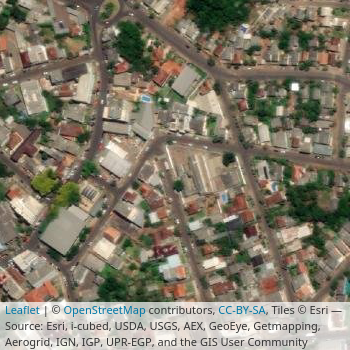 Leaflet | © OpenStreetMap contributors, CC-BY-SA, Tiles © Esri —
Source: Esri, i-cubed, USDA, USGS, AEX, GeoEye, Getmapping,
Aerogrid, IGN, IGP, UPR-EGP, and the GIS User Community